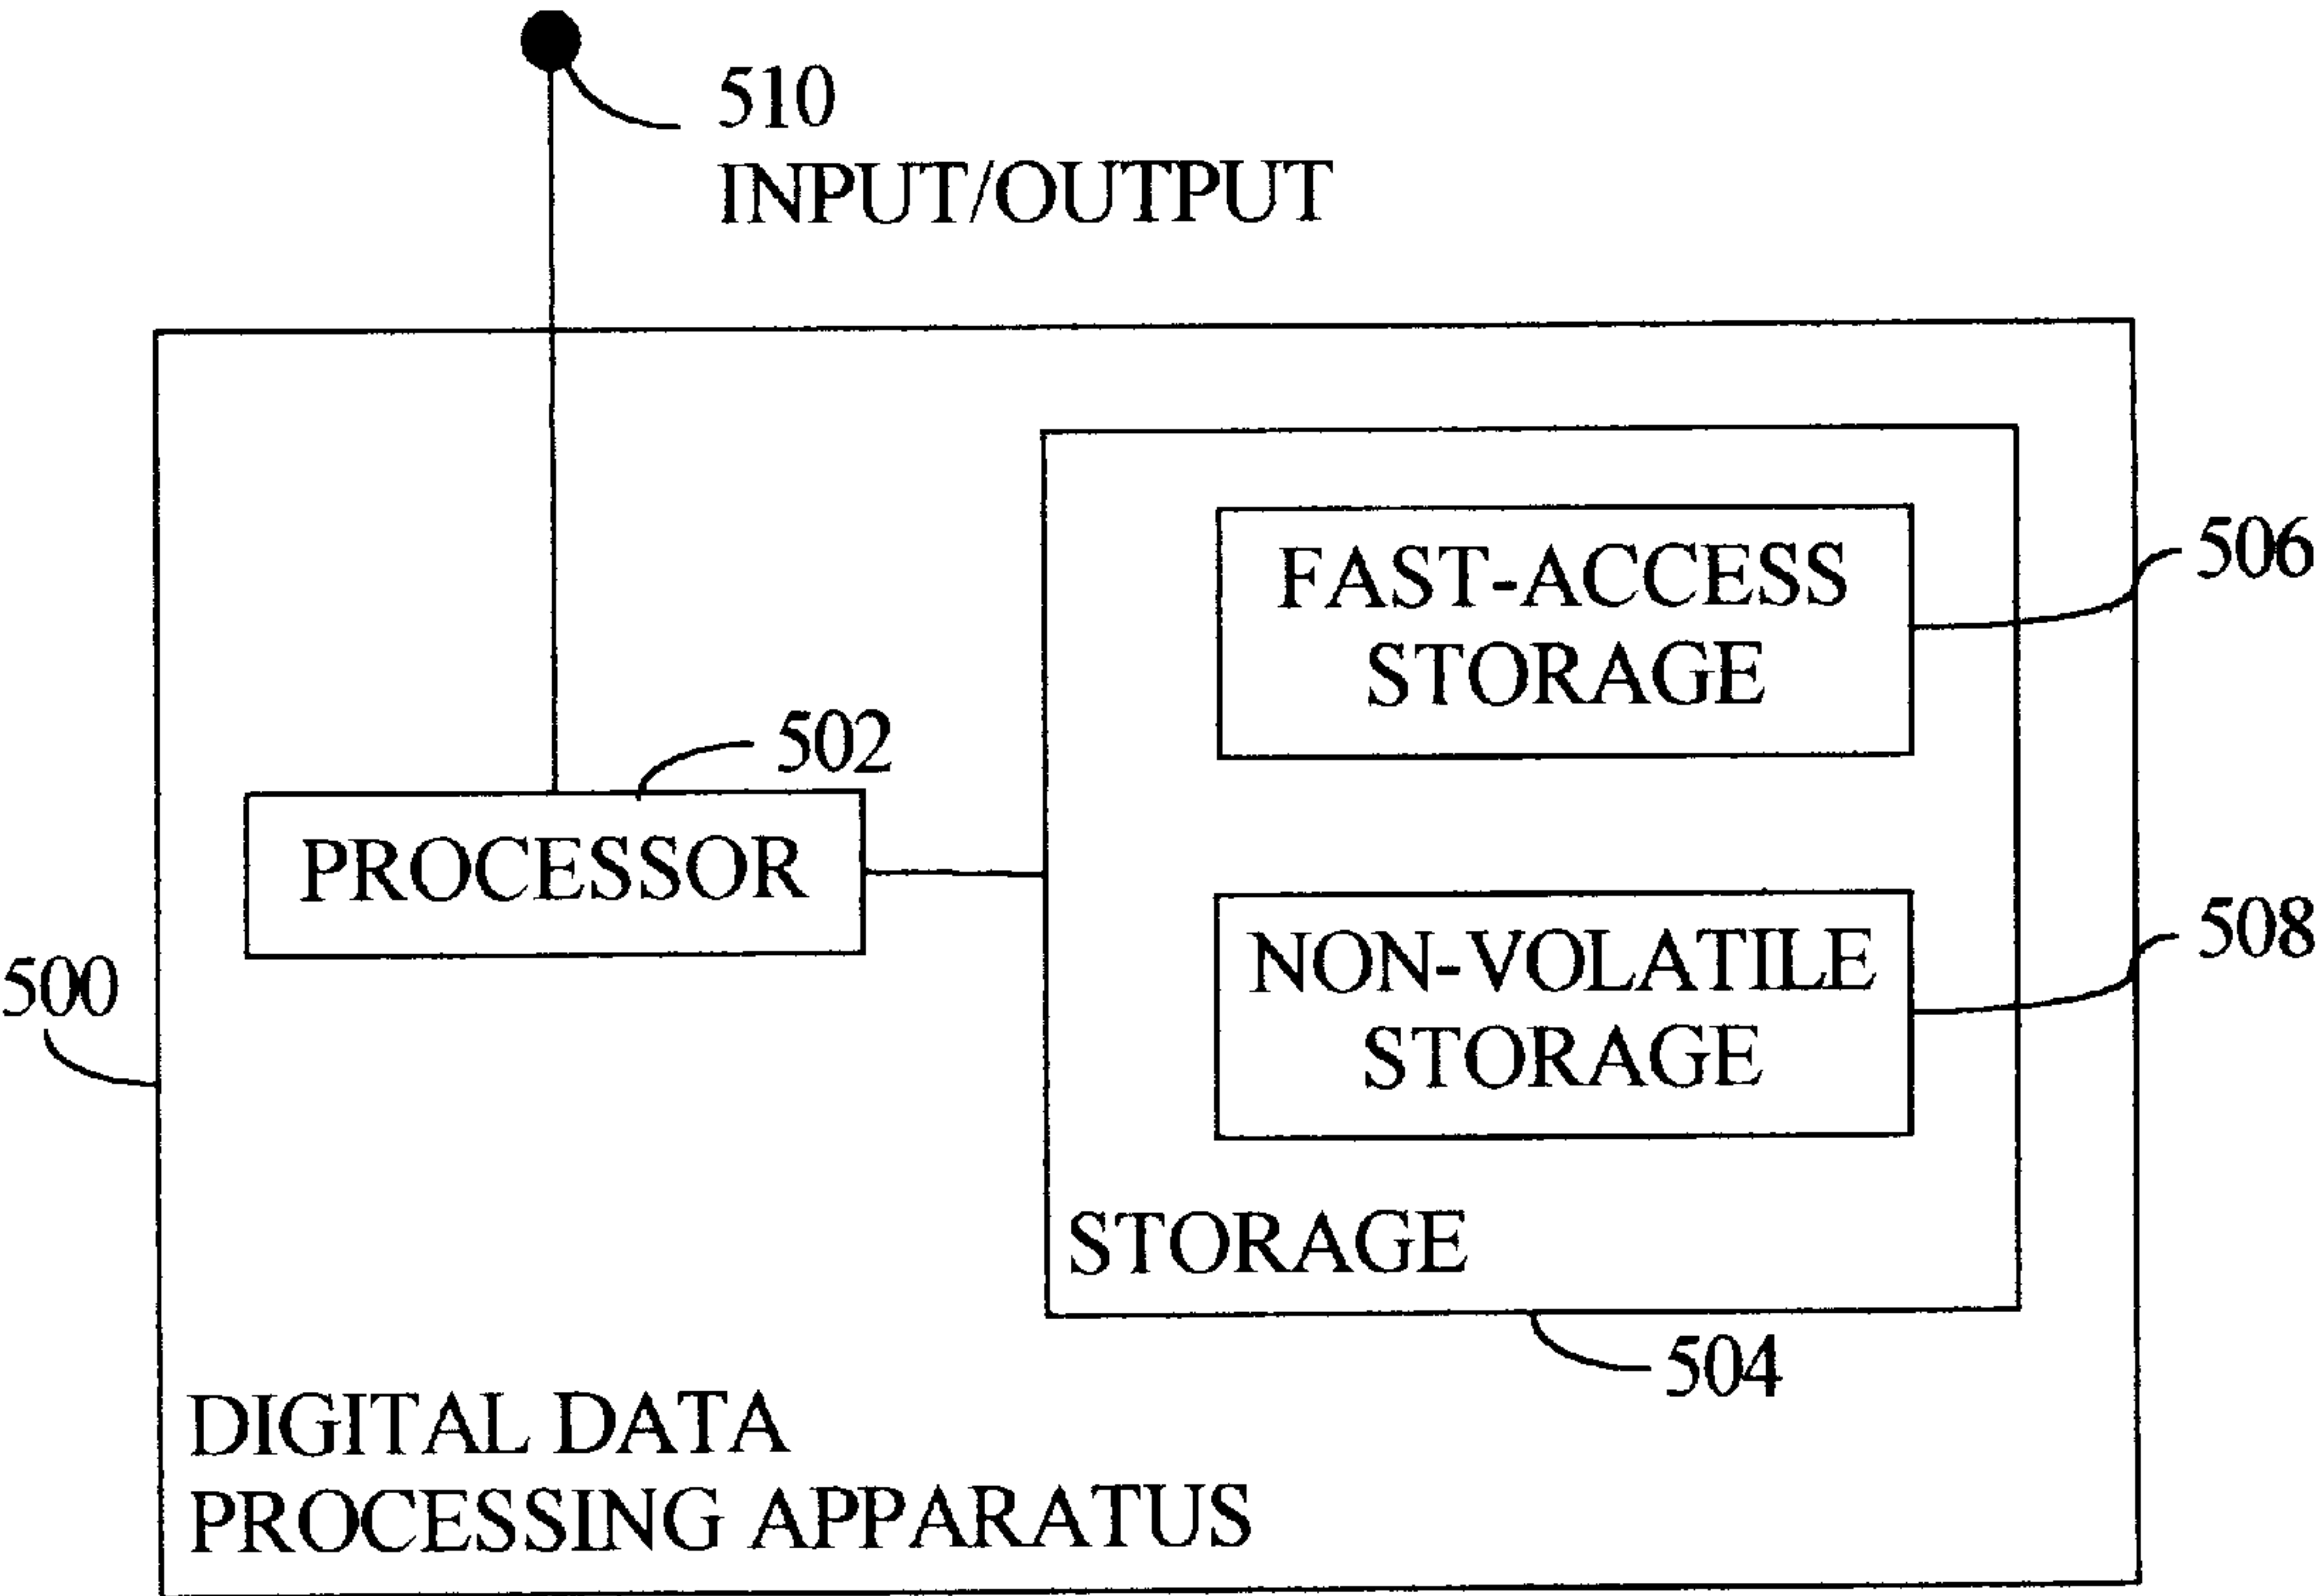 510
INPUT/OUTPUT
FAST-ACCESS
STORAGE
506
502
PROCESSOR
NON-VOLATILE
STORAGE
508
500
STORAGE
504
DIGITAL DATA
PROCESSING APPARATUS